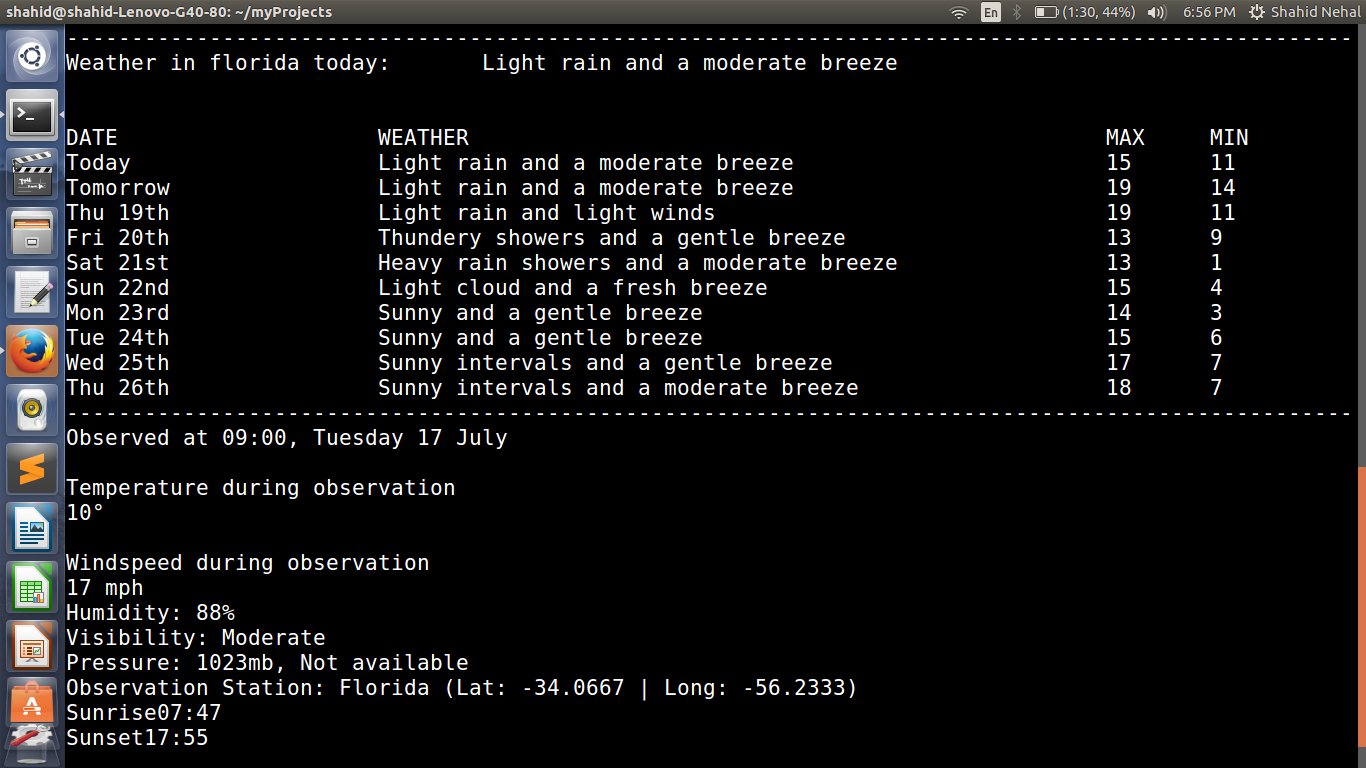 shahid@shahid-Lenovo-G40-80: ~/myProjects En (1:30, 44%) 6:56 PM Shahid Nehal
---------------------------------------------------------------------------------------------------
Weather in florida today: Light rain and a moderate breeze
DATE WEATHER MAX MIN
Today Light rain and a moderate breeze 15 11
Tomorrow Light rain and a moderate breeze 19 14
Thu 19th Light rain and light winds 19 11
Fri 20th Thundery showers and a gentle breeze 13 9
Sat 21st Heavy rain showers and a moderate breeze 13 1
Sun 22nd Light cloud and a fresh breeze 15 4
Mon 23rd Sunny and a gentle breeze 14 3
Tue 24th Sunny and a gentle breeze 15 6
Wed 25th Sunny intervals and a gentle breeze 17 7
Thu 26th Sunny intervals and a moderate breeze 18 7
---------------------------------------------------------------------------------------------------
Observed at 09:00, Tuesday 17 July
Temperature during observation
10°
Windspeed during observation
17 mph
Humidity: 88%
Visibility: Moderate
Pressure: 1023mb, Not available
Observation Station: Florida (Lat: -34.0667 | Long: -56.2333)
Sunrise07:47
Sunset17:55